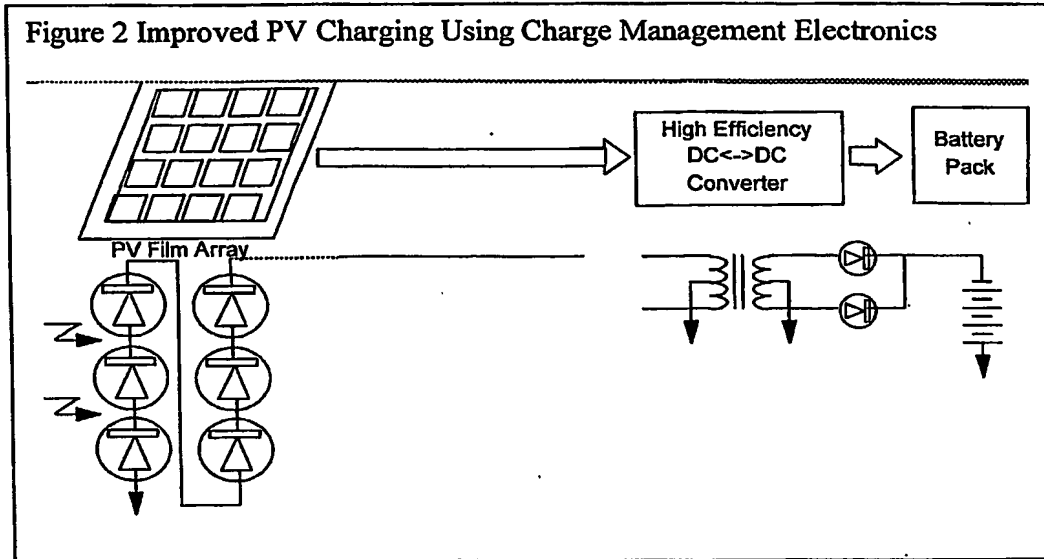 Figure 2 Improved PV Charging Using Charge Management Electronics
High Efficiency
DC<->DC
Converter
Battery
Pack
PV Film Array